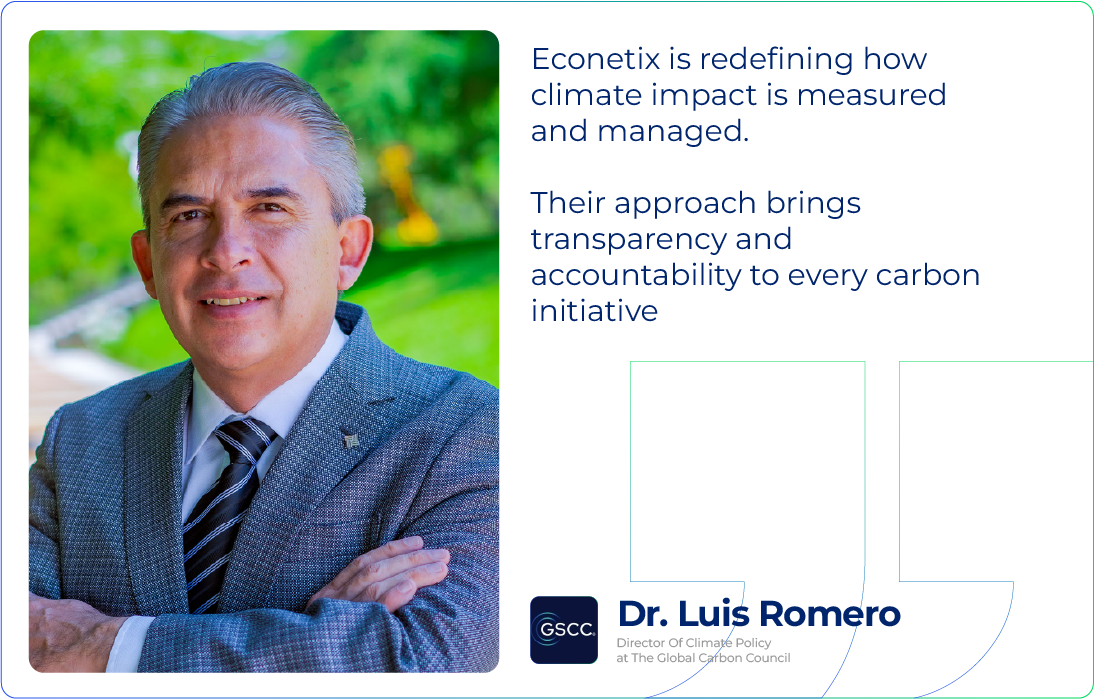 Econetix is redefining how
climate impact is measured
and managed.
Their approach brings
transparency and
accountability to every carbon
initiative
GSCC®
Dr. Luis Romero
Director Of Climate Policy
at The Global Carbon Council